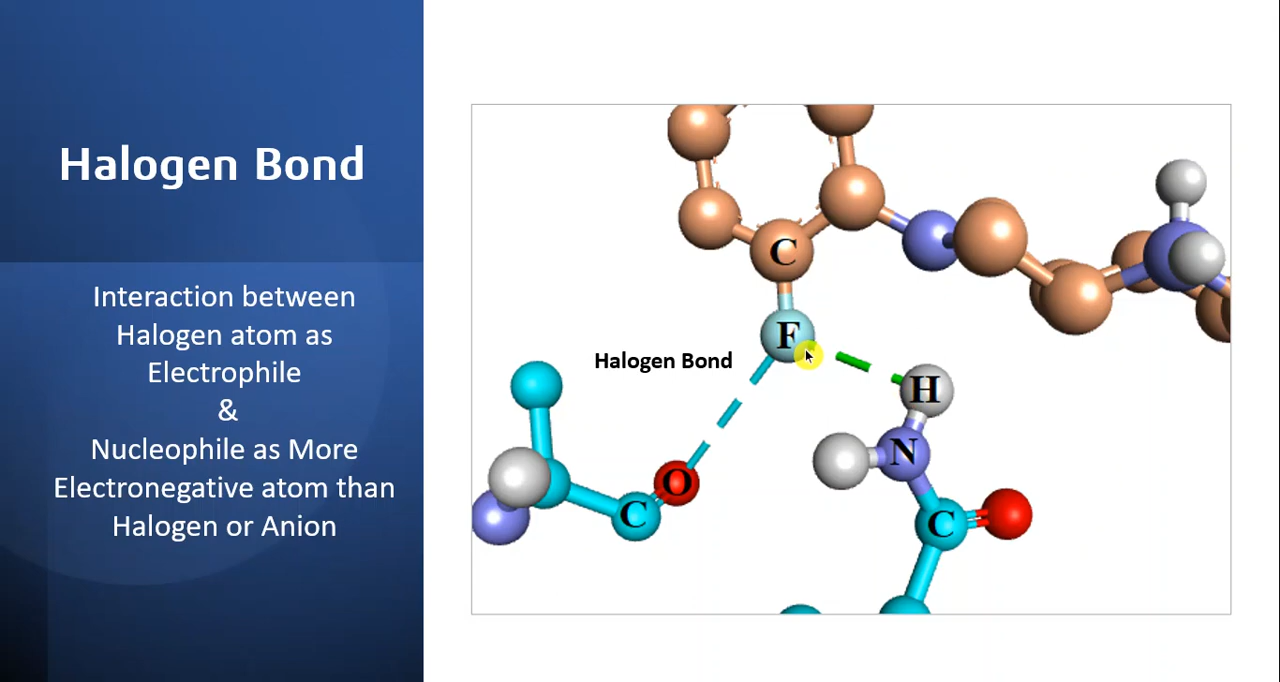 Halogen Bond
Interaction between
Halogen atom as
Electrophile
&
Nucleophile as More
Electronegative atom than
Halogen or Anion
C
F
Halogen Bond
H
N
O
C
C